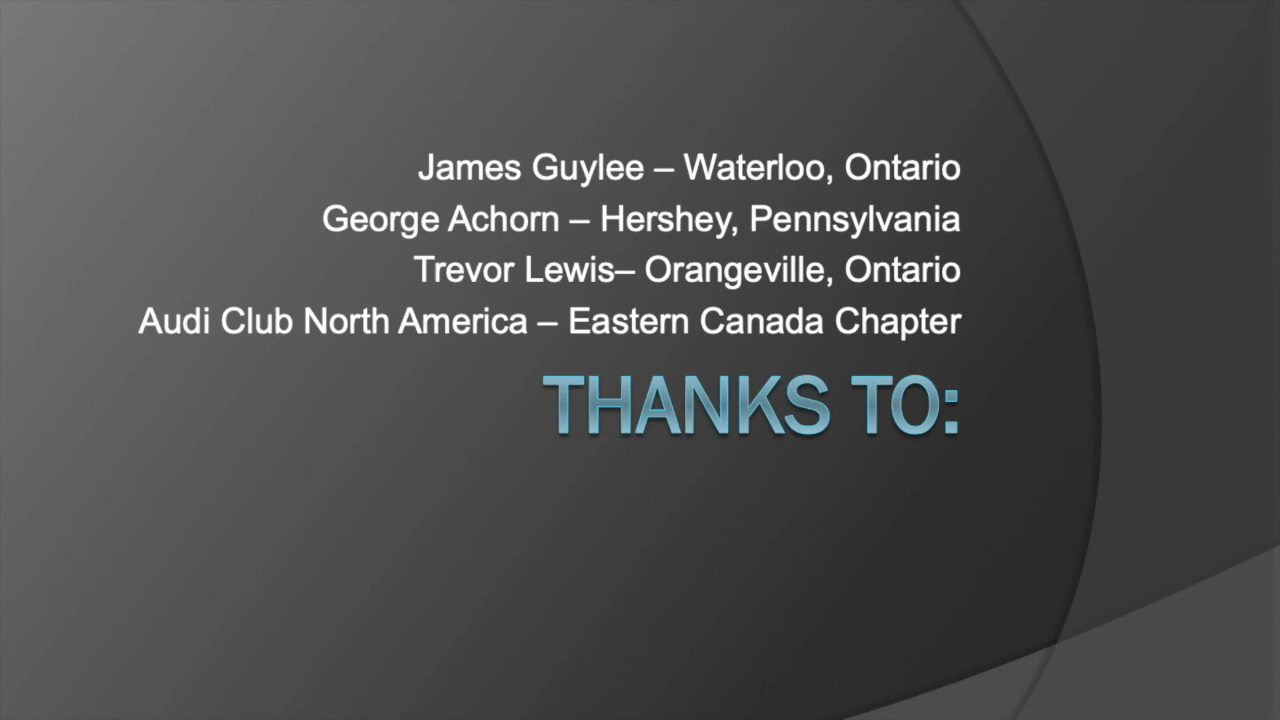 James Guylee – Waterloo, Ontario
George Achorn – Hershey, Pennsylvania
Trevor Lewis– Orangeville, Ontario
Audi Club North America – Eastern Canada Chapter
THANKS TO: